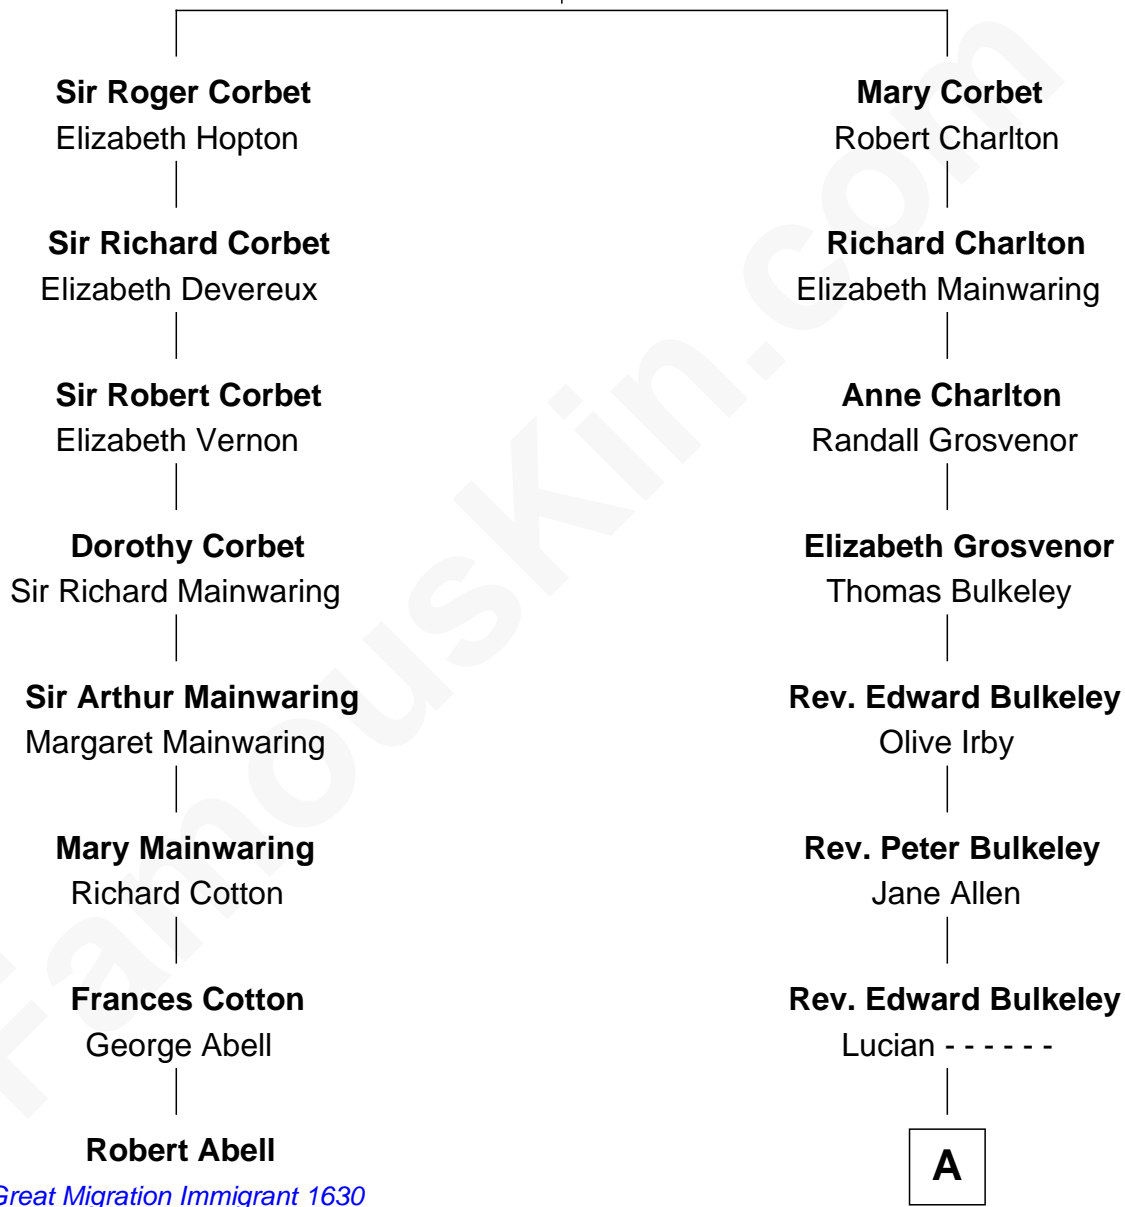 Sir Roger Corbet
Elizabeth Hopton
Mary Corbet
Robert Charlton
Sir Richard Corbet
Elizabeth Devereux
Richard Charlton
Elizabeth Mainwaring
Sir Robert Corbet
Elizabeth Vernon
Anne Charlton
Randall Grosvenor
Dorothy Corbet
Sir Richard Mainwaring
Elizabeth Grosvenor
Thomas Bulkeley
Sir Arthur Mainwaring
Margaret Mainwaring
Rev. Edward Bulkeley
Olive Irby
Mary Mainwaring
Richard Cotton
Rev. Peter Bulkeley
Jane Allen
Frances Cotton
George Abell
Rev. Edward Bulkeley
Lucian - - - - - -
Robert Abell
Great Migration Immigrant 1630
A
FamousKin.com